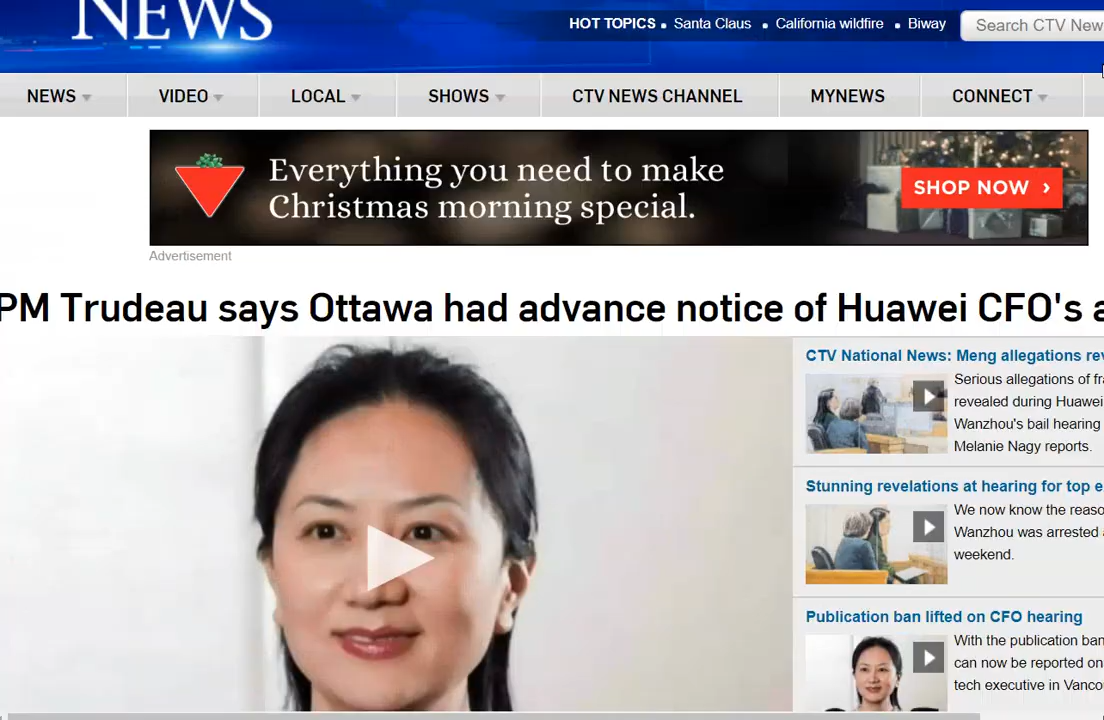 NEWS
HOT TOPICS • Santa Claus • California wildfire • Biway
Search CTV New
NEWS VIDEO LOCAL SHOWS CTV NEWS CHANNEL MYNEWS CONNECT
Everything you need to make
Christmas morning special.
SHOP NOW ›
Advertisement
PM Trudeau says Ottawa had advance notice of Huawei CFO's a
CTV National News: Meng allegations rev
Serious allegations of fra
revealed during Huawei
Wanzhou's bail hearing
Melanie Nagy reports.
Stunning revelations at hearing for top e
We now know the reaso
Wanzhou was arrested a
weekend.
Publication ban lifted on CFO hearing
With the publication ban
can now be reported on
tech executive in Vanco